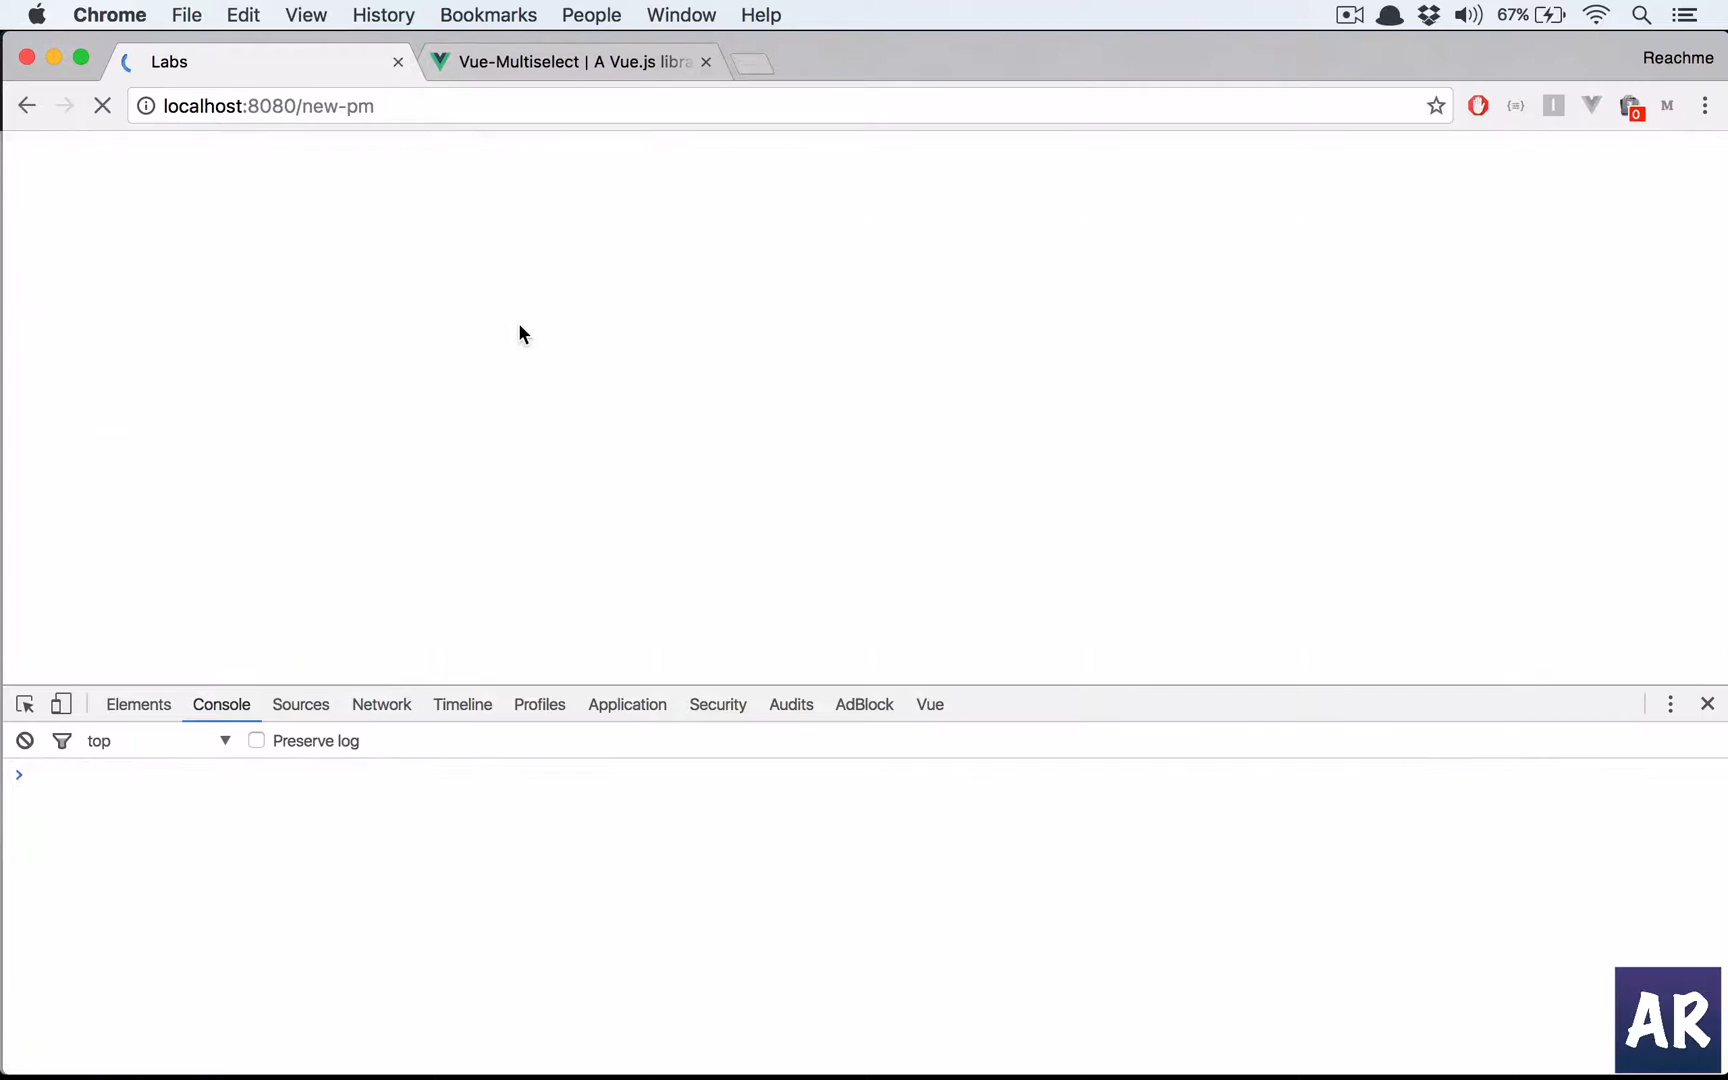 Chrome File Edit View History Bookmarks People Window Help 67%
Labs Vue-Multiselect | A Vue.js libra Reachme
localhost:8080/new-pm 0 M
Elements Console Sources Network Timeline Profiles Application Security Audits AdBlock Vue
top Preserve log
AR